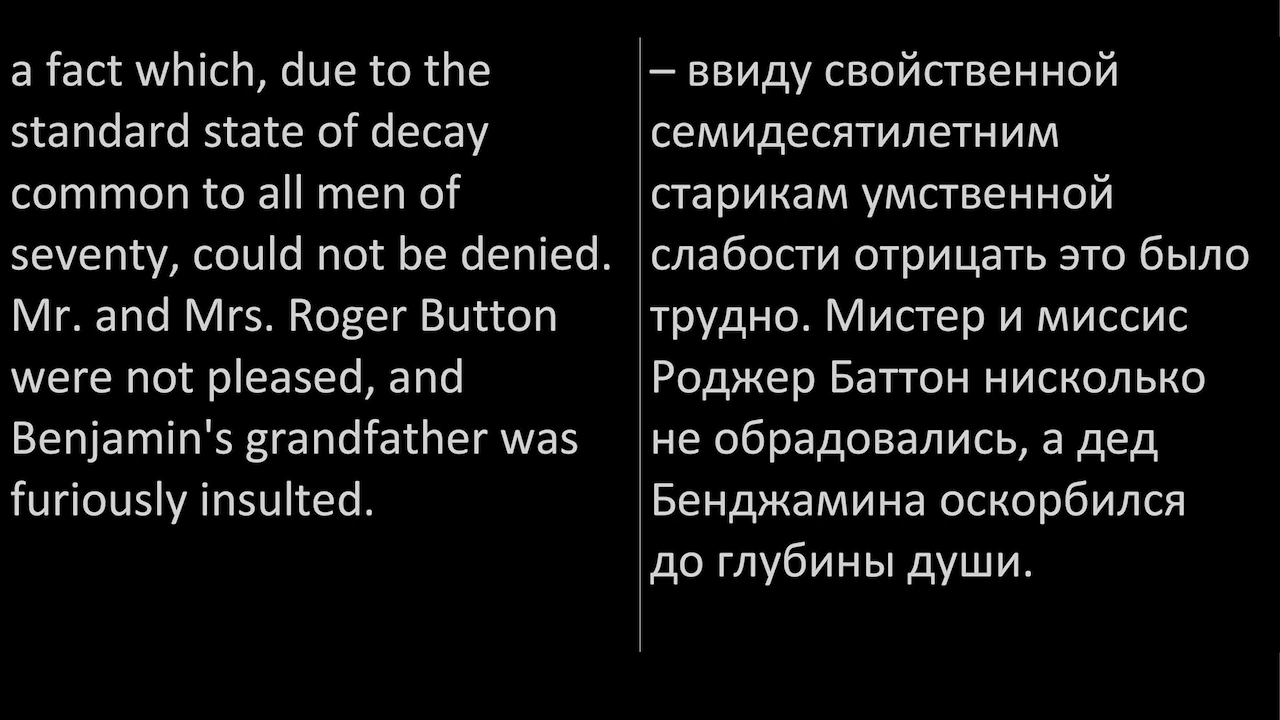 a fact which, due to the
standard state of decay
common to all men of
seventy, could not be denied.
Mr. and Mrs. Roger Button
were not pleased, and
Benjamin's grandfather was
furiously insulted.
– ввиду свойственной
семидесятилетним
старикам умственной
слабости отрицать это было
трудно. Мистер и миссис
Роджер Баттон нисколько
не обрадовались, а дед
Бенджамина оскорбился
до глубины души.